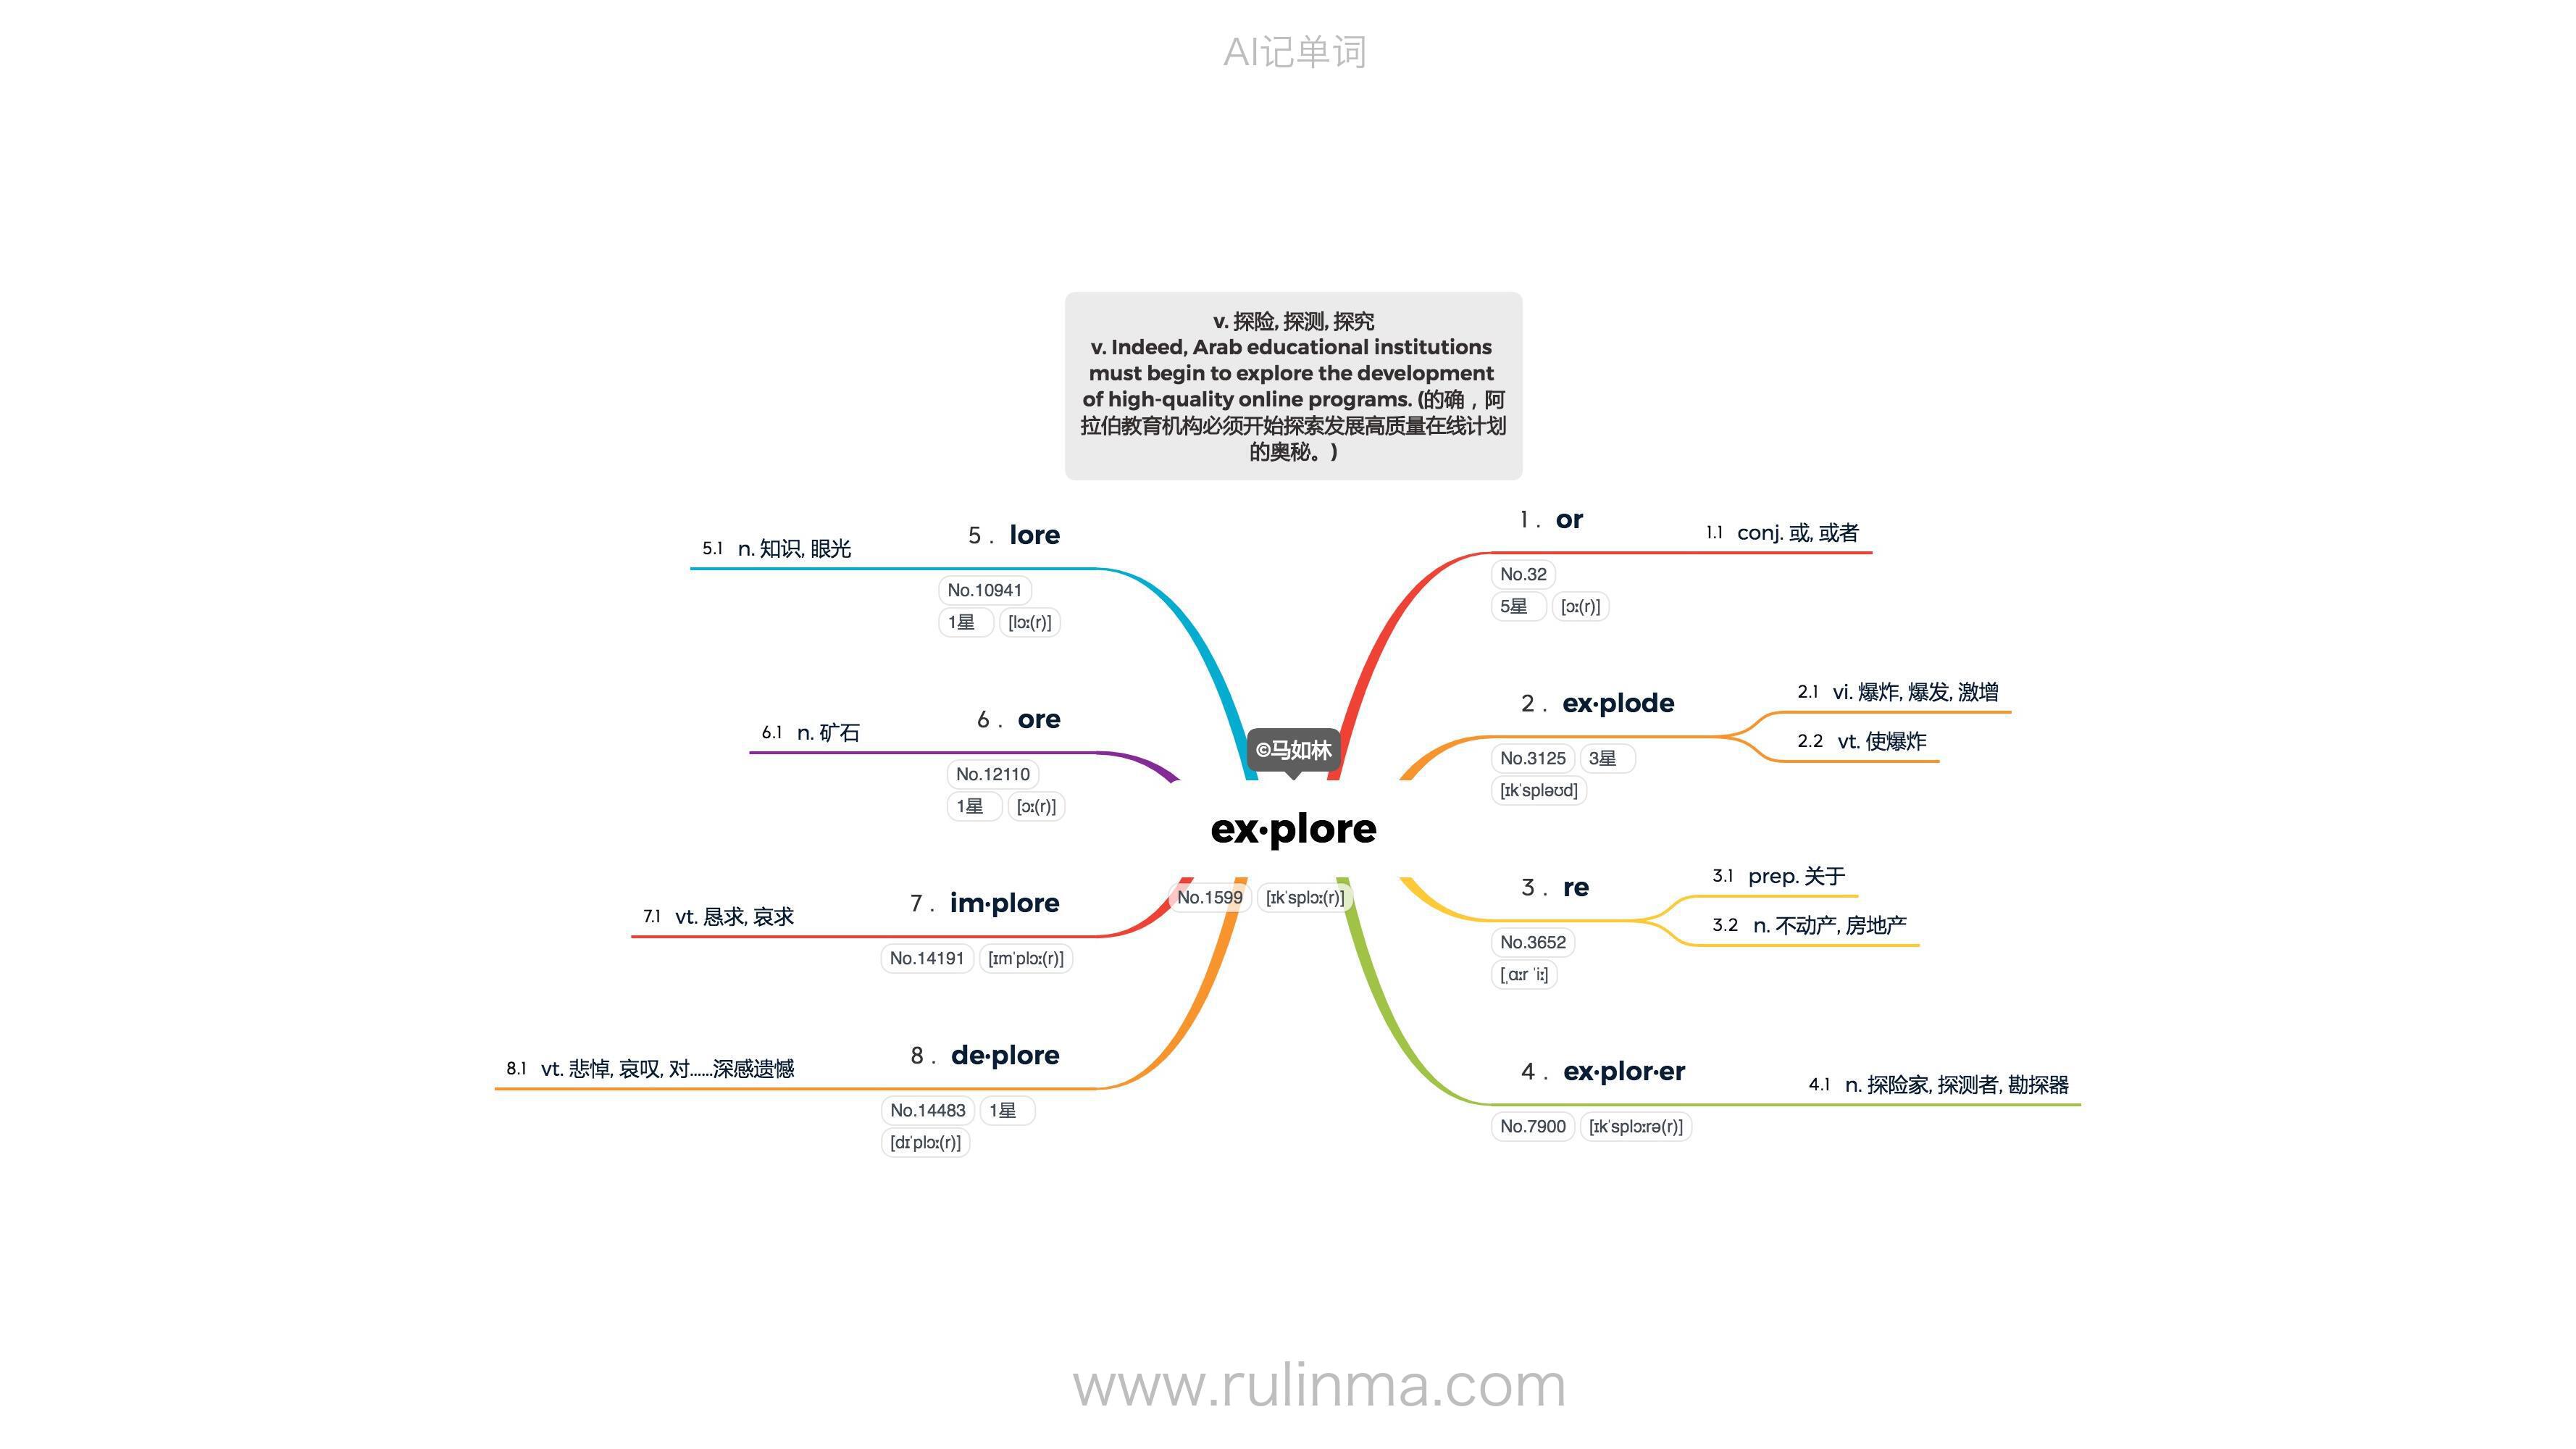 AI记单词
v. 探险, 探测, 探究
v. Indeed, Arab educational institutions
must begin to explore the development
of high-quality online programs. (的确，阿
拉伯教育机构必须开始探索发展高质量在线计划
的奥秘。)
©马如林
ex·plore
No.1599 [ɪkˈsplɔː(r)]
1. or
1.1 conj. 或, 或者
No.32
5星 [ɔː(r)]
2. ex·plode
2.1 vi. 爆炸, 爆发, 激增
2.2 vt. 使爆炸
No.3125 3星
[ɪkˈspləʊd]
3. re
3.1 prep. 关于
3.2 n. 不动产, 房地产
No.3652
[ˌɑːr ˈiː]
4. ex·plor·er
4.1 n. 探险家, 探测者, 勘探器
No.7900 [ɪkˈsplɔːrə(r)]
5. lore
5.1 n. 知识, 眼光
No.10941
1星 [lɔː(r)]
6. ore
6.1 n. 矿石
No.12110
1星 [ɔː(r)]
7. im·plore
7.1 vt. 恳求, 哀求
No.14191 [ɪmˈplɔː(r)]
8. de·plore
8.1 vt. 悲悼, 哀叹, 对......深感遗憾
No.14483 1星
[dɪˈplɔː(r)]
www.rulinma.com